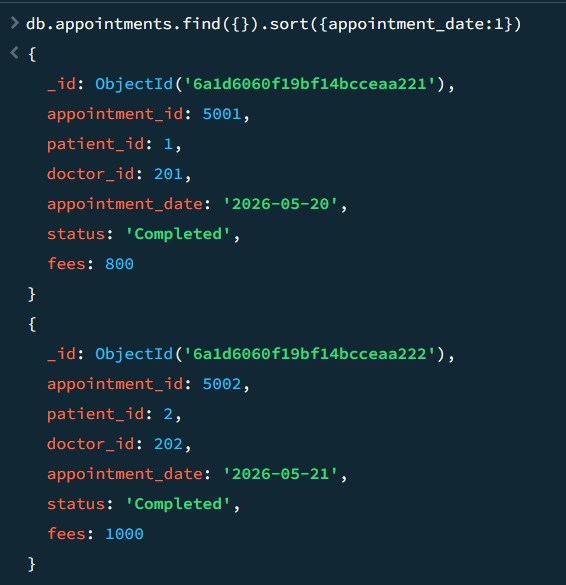 > db.appointments.find({}).sort({appointment_date:1})
< {
_id: ObjectId('6a1d6060f19bf14bcceaa221'),
appointment_id: 5001,
patient_id: 1,
doctor_id: 201,
appointment_date: '2026-05-20',
status: 'Completed',
fees: 800
}
{
_id: ObjectId('6a1d6060f19bf14bcceaa222'),
appointment_id: 5002,
patient_id: 2,
doctor_id: 202,
appointment_date: '2026-05-21',
status: 'Completed',
fees: 1000
}